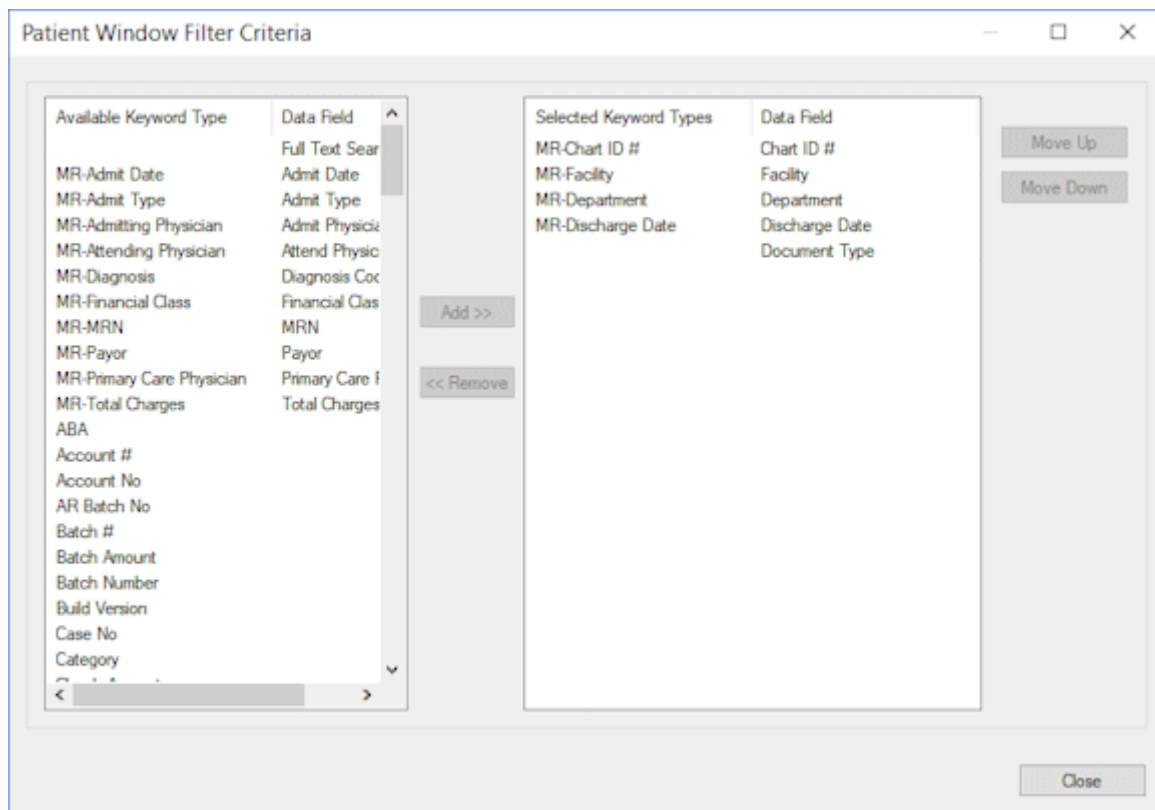 Patient Window Filter Criteria
Available Keyword Type Data Field
Full Text Sear
MR-Admit Date Admit Date
MR-Admit Type Admit Type
MR-Admitting Physician Admit Physicia
MR-Attending Physician Attend Physic
MR-Diagnosis Diagnosis Coc
MR-Financial Class Financial Clas
MR-MRN MRN
MR-Payor Payor
MR-Primary Care Physician Primary Care F
MR-Total Charges Total Charges
ABA
Account #
Account No
AR Batch No
Batch #
Batch Amount
Batch Number
Build Version
Case No
Category
Add >>
<< Remove
Selected Keyword Types Data Field
MR-Chart ID # Chart ID #
MR-Facility Facility
MR-Department Department
MR-Discharge Date Discharge Date
Document Type
Move Up
Move Down
Close